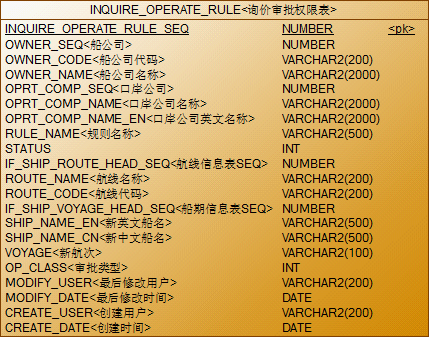 INQUIRE_OPERATE_RULE<询价审批权限表>
INQUIRE_OPERATE_RULE_SEQ NUMBER <pk>
OWNER_SEQ<船公司> NUMBER
OWNER_CODE<船公司代码> VARCHAR2(200)
OWNER_NAME<船公司名称> VARCHAR2(2000)
OPRT_COMP_SEQ<口岸公司> NUMBER
OPRT_COMP_NAME<口岸公司名称> VARCHAR2(2000)
OPRT_COMP_NAME_EN<口岸公司英文名称> VARCHAR2(2000)
RULE_NAME<规则名称> VARCHAR2(500)
STATUS INT
IF_SHIP_ROUTE_HEAD_SEQ<航线信息表SEQ> NUMBER
ROUTE_NAME<航线名称> VARCHAR2(200)
ROUTE_CODE<航线代码> VARCHAR2(200)
IF_SHIP_VOYAGE_HEAD_SEQ<船期信息表SEQ> NUMBER
SHIP_NAME_EN<新英文船名> VARCHAR2(500)
SHIP_NAME_CN<新中文船名> VARCHAR2(500)
VOYAGE<新航次> VARCHAR2(100)
OP_CLASS<审批类型> INT
MODIFY_USER<最后修改用户> VARCHAR2(200)
MODIFY_DATE<最后修改时间> DATE
CREATE_USER<创建用户> VARCHAR2(200)
CREATE_DATE<创建时间> DATE